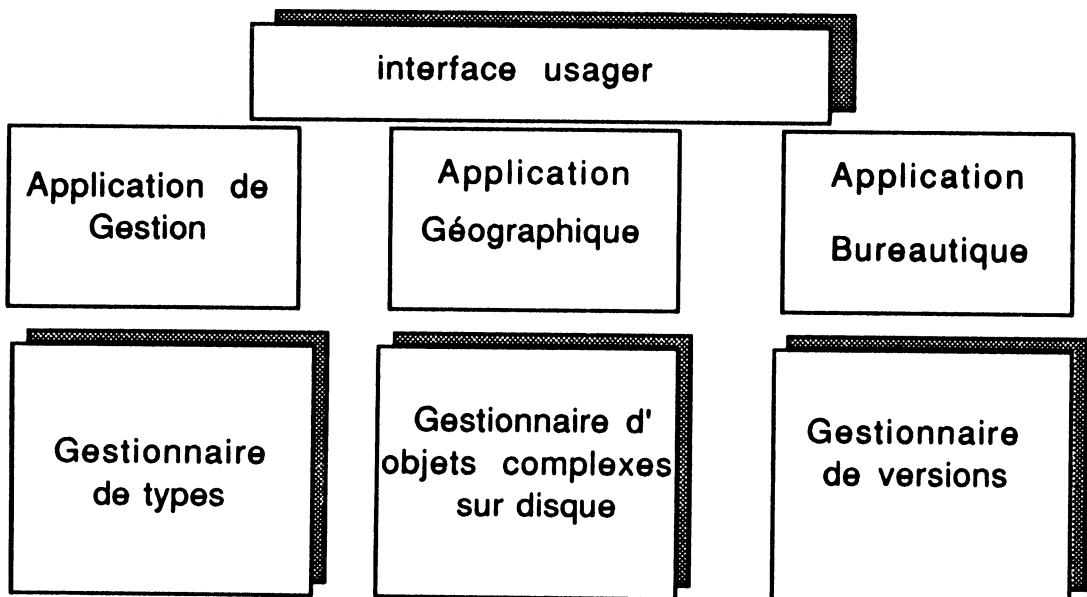 interface usager
Application de
Gestion
Application
Géographique
Application
Bureautique
Gestionnaire
de types
Gestionnaire d'
objets complexes
sur disque
Gestionnaire
de versions